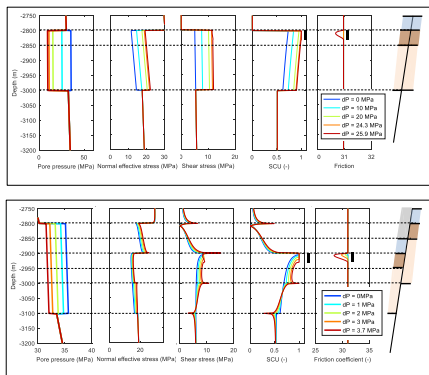 -2750
-2800
-2850
-2900
-2950
-3000
-3050
-3100
-3150
-3200
Depth (m)
0 50
Pore pressure (MPa)
0 10 20 30
Normal effective stress (MPa)
0 10 20
Shear stress (MPa)
0 0.5 1
SCU (-)
31 32
Friction
dP = 0 MPa
dP = 10 MPa
dP = 20 MPa
dP = 24.3 MPa
dP = 25.9 MPa
-2750
-2800
-2850
-2900
-2950
-3000
-3050
-3100
-3150
-3200
Depth (m)
30 35 40
Pore pressure (MPa)
20
Normal effective stress (MPa)
0 10 20
Shear stress (MPa)
0 0.5 1
SCU (-)
25 30 35
Friction coefficient (-)
dP = 0MPa
dP = 1 MPa
dP = 2 MPa
dP = 3 MPa
dP = 3.7 MPa